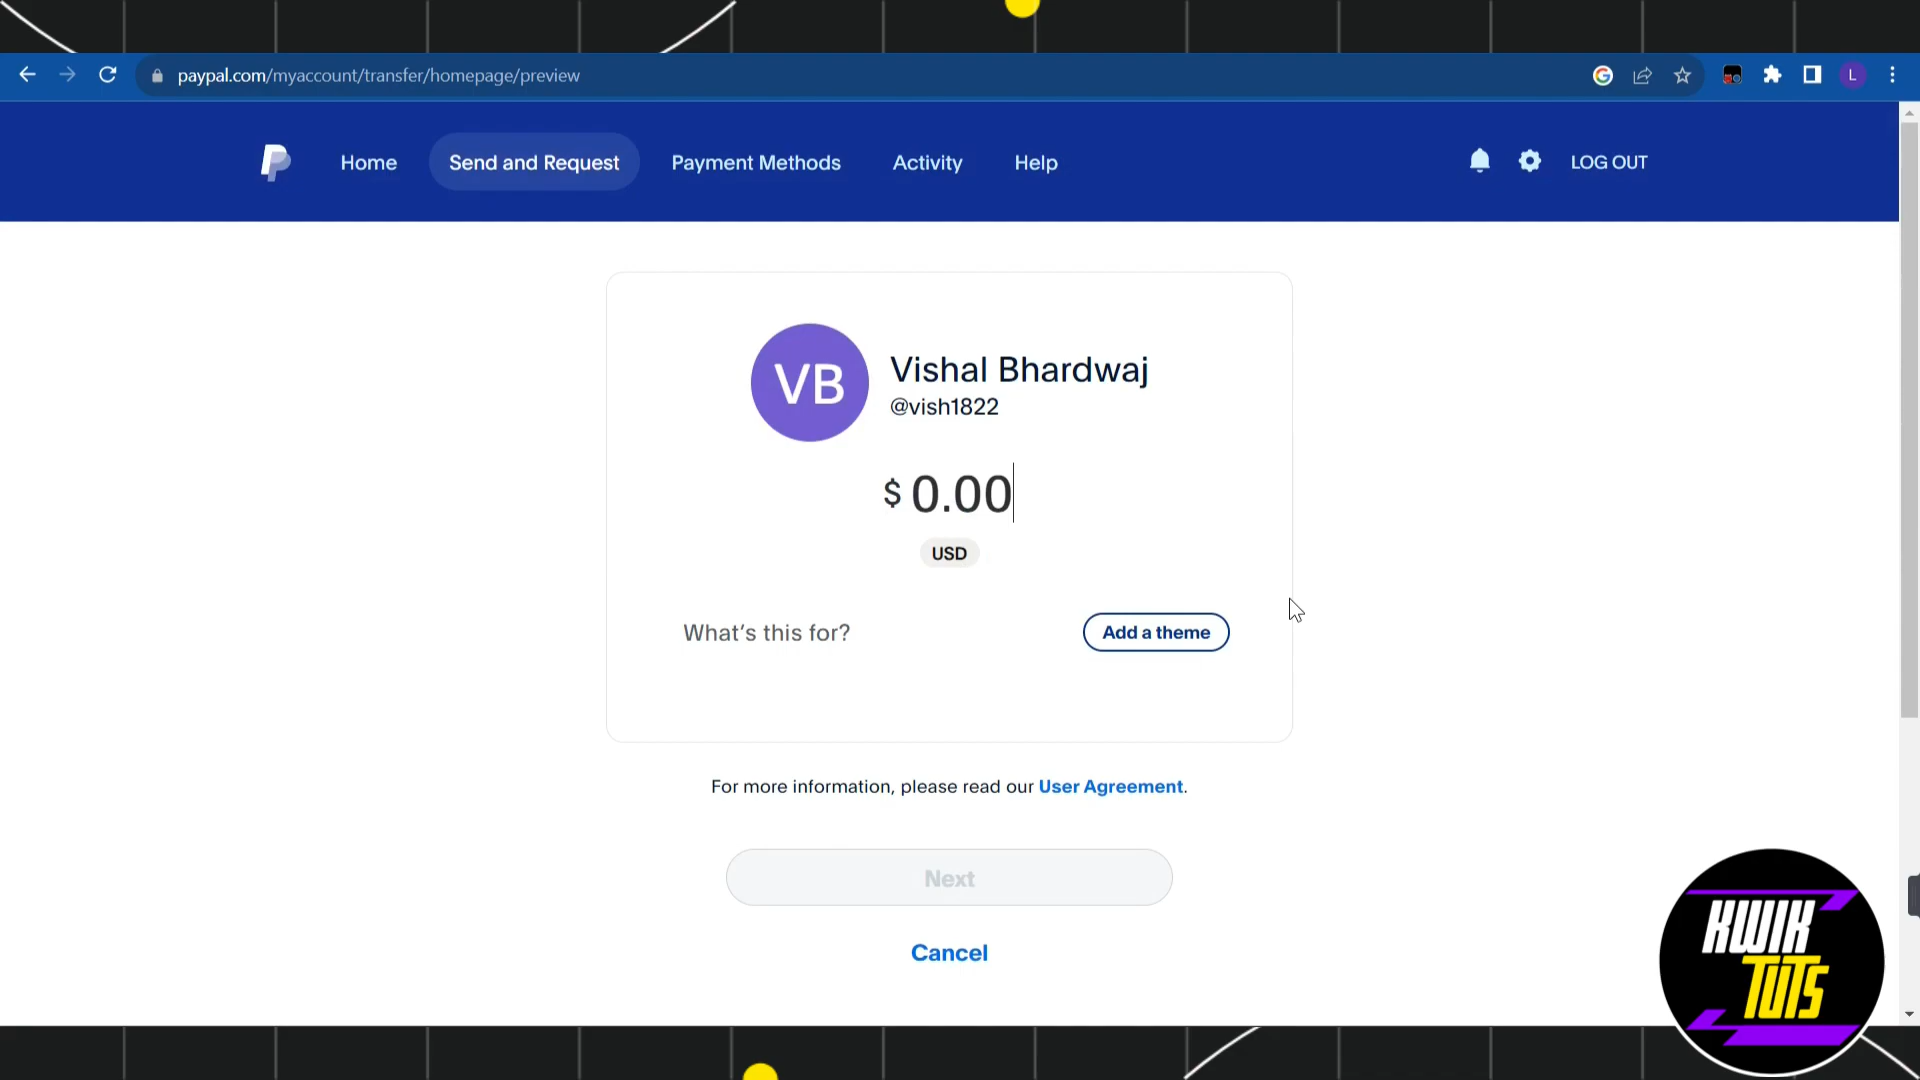 paypal.com/myaccount/transfer/homepage/preview
L
Home
Send and Request
Payment Methods
Activity
Help
LOG OUT
VB
Vishal Bhardwaj
@vish1822
$ 0.00
USD
What's this for?
Add a theme
For more information, please read our User Agreement.
Next
Cancel
KWIK
TUTS